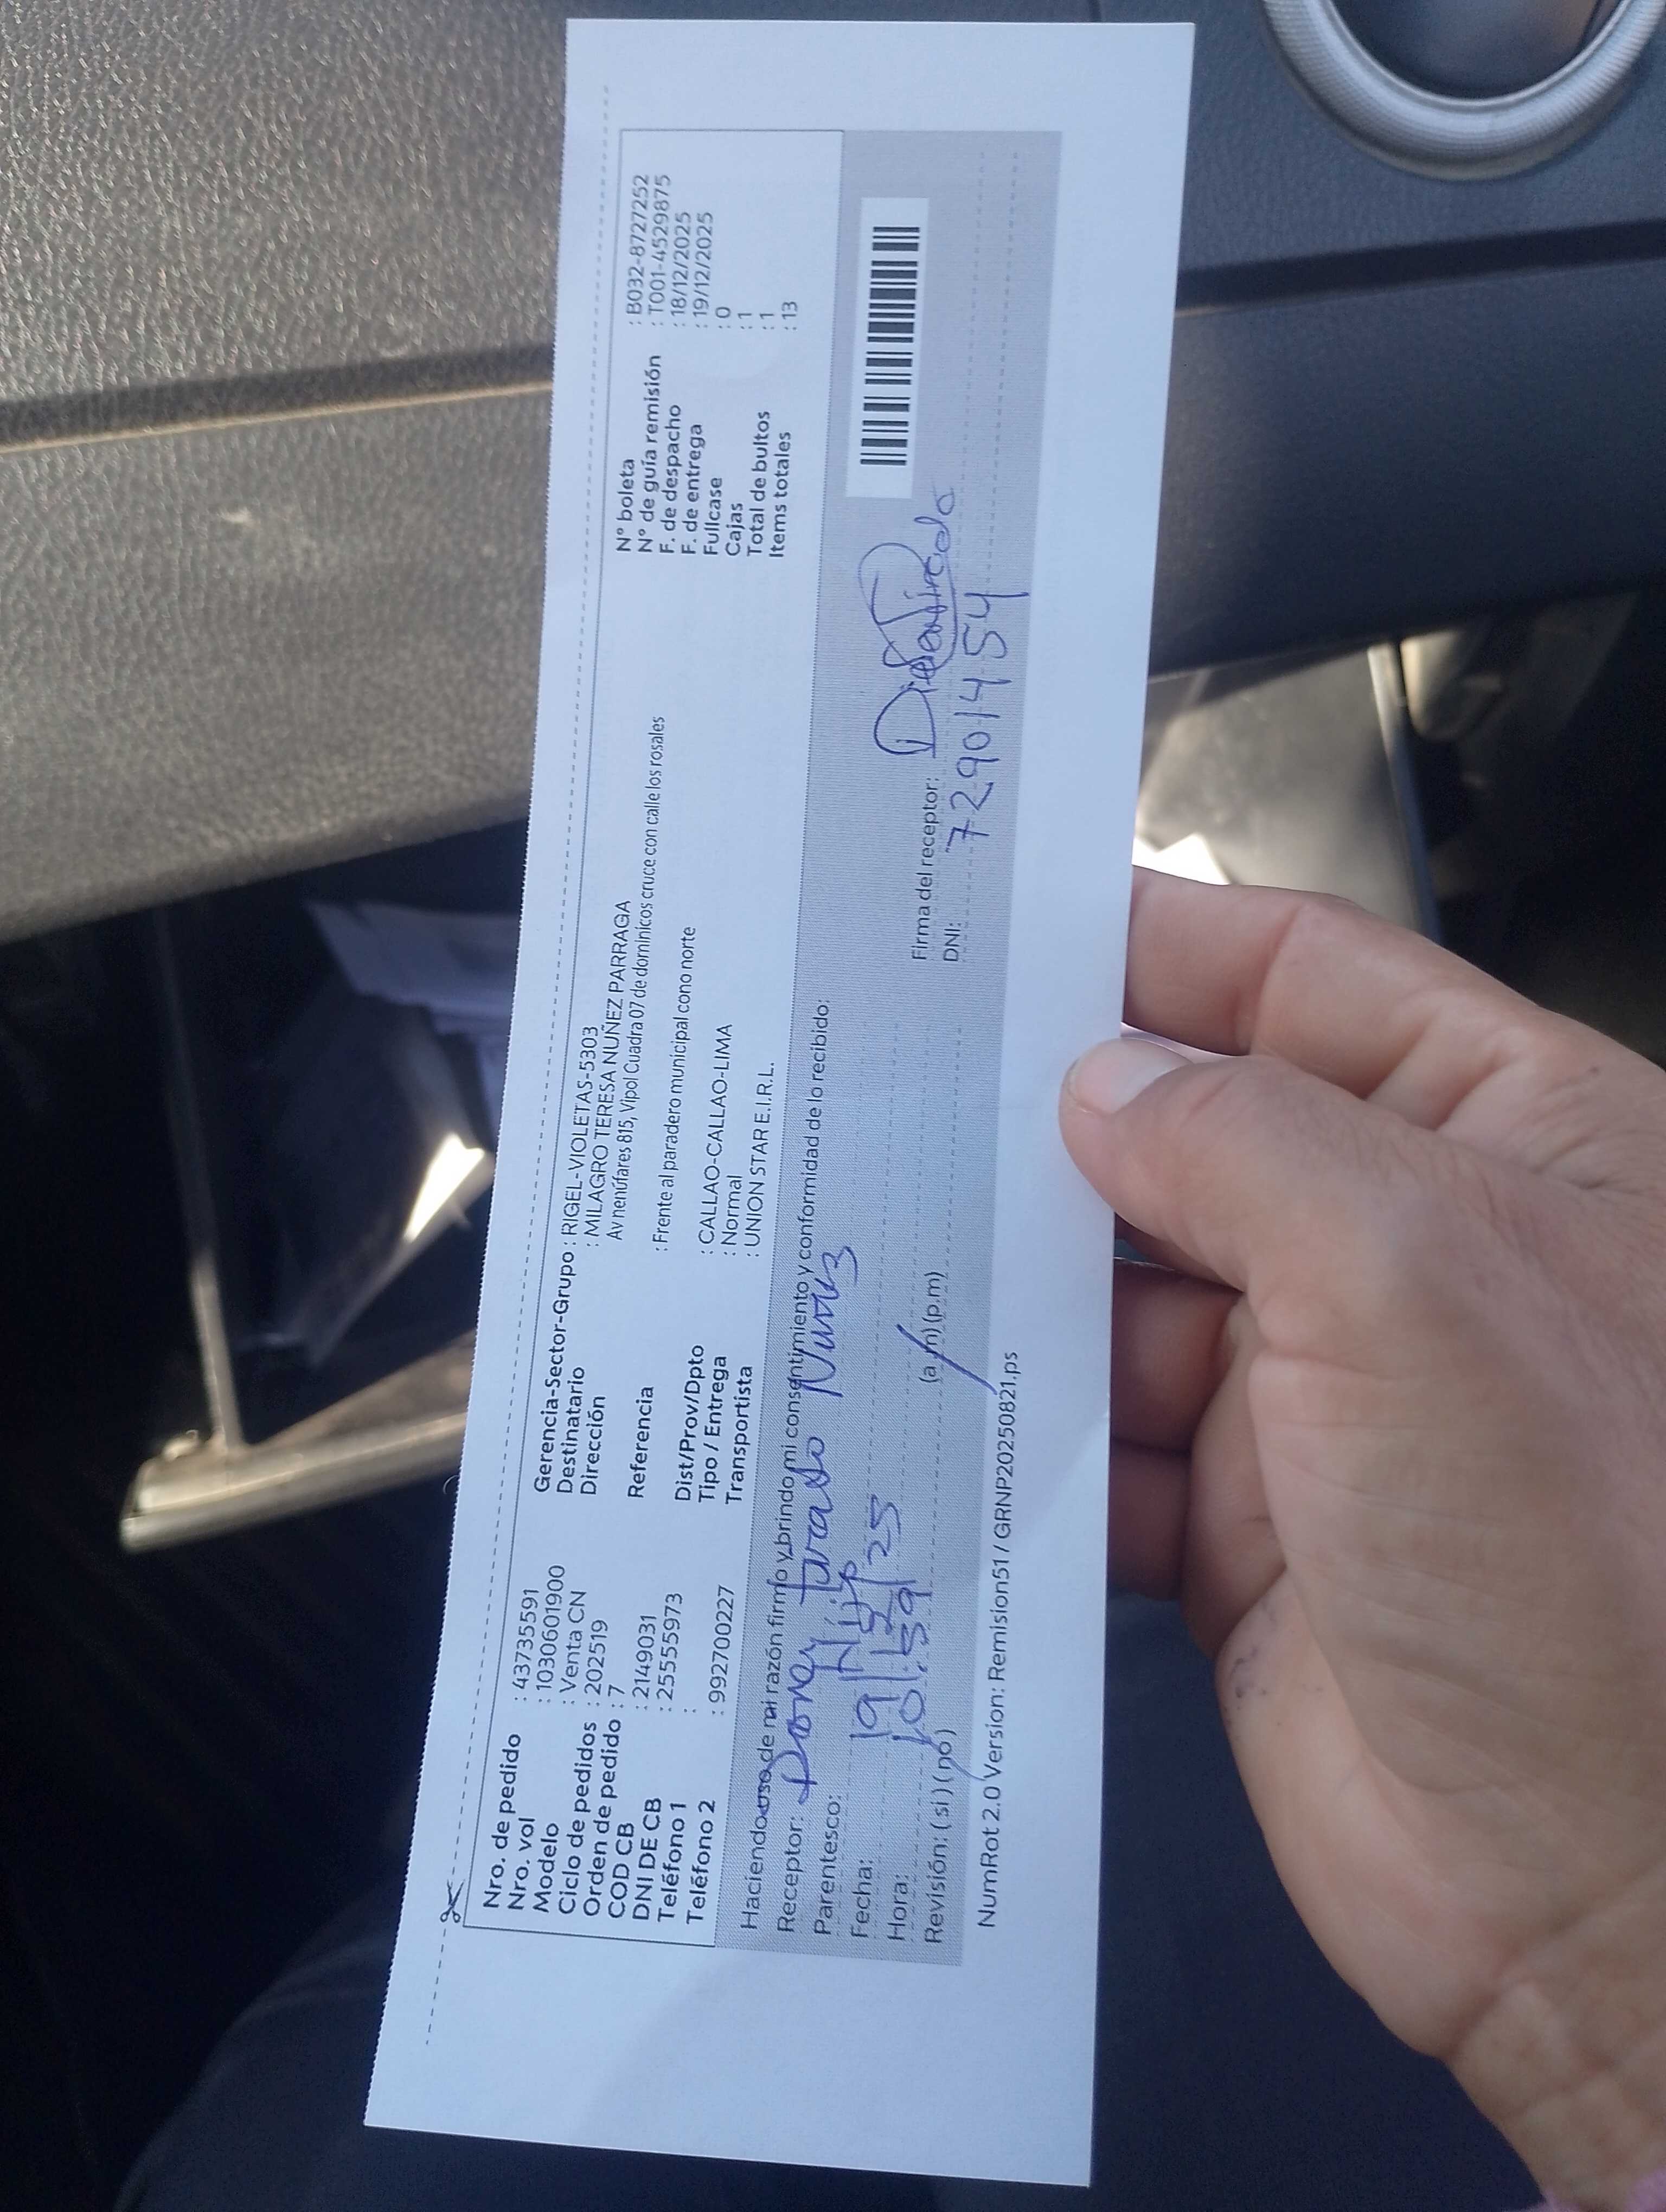 Nro. de pedido : 43735591
Nro. vol : 1030601900
Modelo : Venta CN
Ciclo de pedidos : 202519
Orden de pedido : 7
COD CB : 2149031
DNI DE CB : 25555973
Teléfono 1 :
Teléfono 2 : 992700227
Gerencia-Sector-Grupo : RIGEL-VIOLETAS-5303
Destinatario : MILAGRO TERESA NUÑEZ PARRAGA
Dirección Av nenúfares 815, Vipol Cuadra 07 de dominicos cruce con calle los rosales
Referencia : Frente al paradero municipal cono norte
Dist/Prov/Dpto : CALLAO-CALLAO-LIMA
Tipo / Entrega : Normal
Transportista : UNION STAR E.I.R.L.
N° boleta : B032-8727252
N° de guía remisión : T001-4529875
F. de despacho : 18/12/2025
F. de entrega : 19/12/2025
Fullcase : 0
Cajas : 1
Total de bultos : 1
Items totales : 13
Haciendo uso de mi razón firmo y brindo mi consentimiento y conformidad de lo recibido:
Receptor: Jurado Nuñez
Parentesco:
Fecha: 19/12/25
Hora: 10:59 (a.m) (p.m)
Revisión: ( si ) ( no )
Firma del receptor:
DNI: 72901454
NumRot 2.0 Version: Remision51 / GRNP20250821.ps